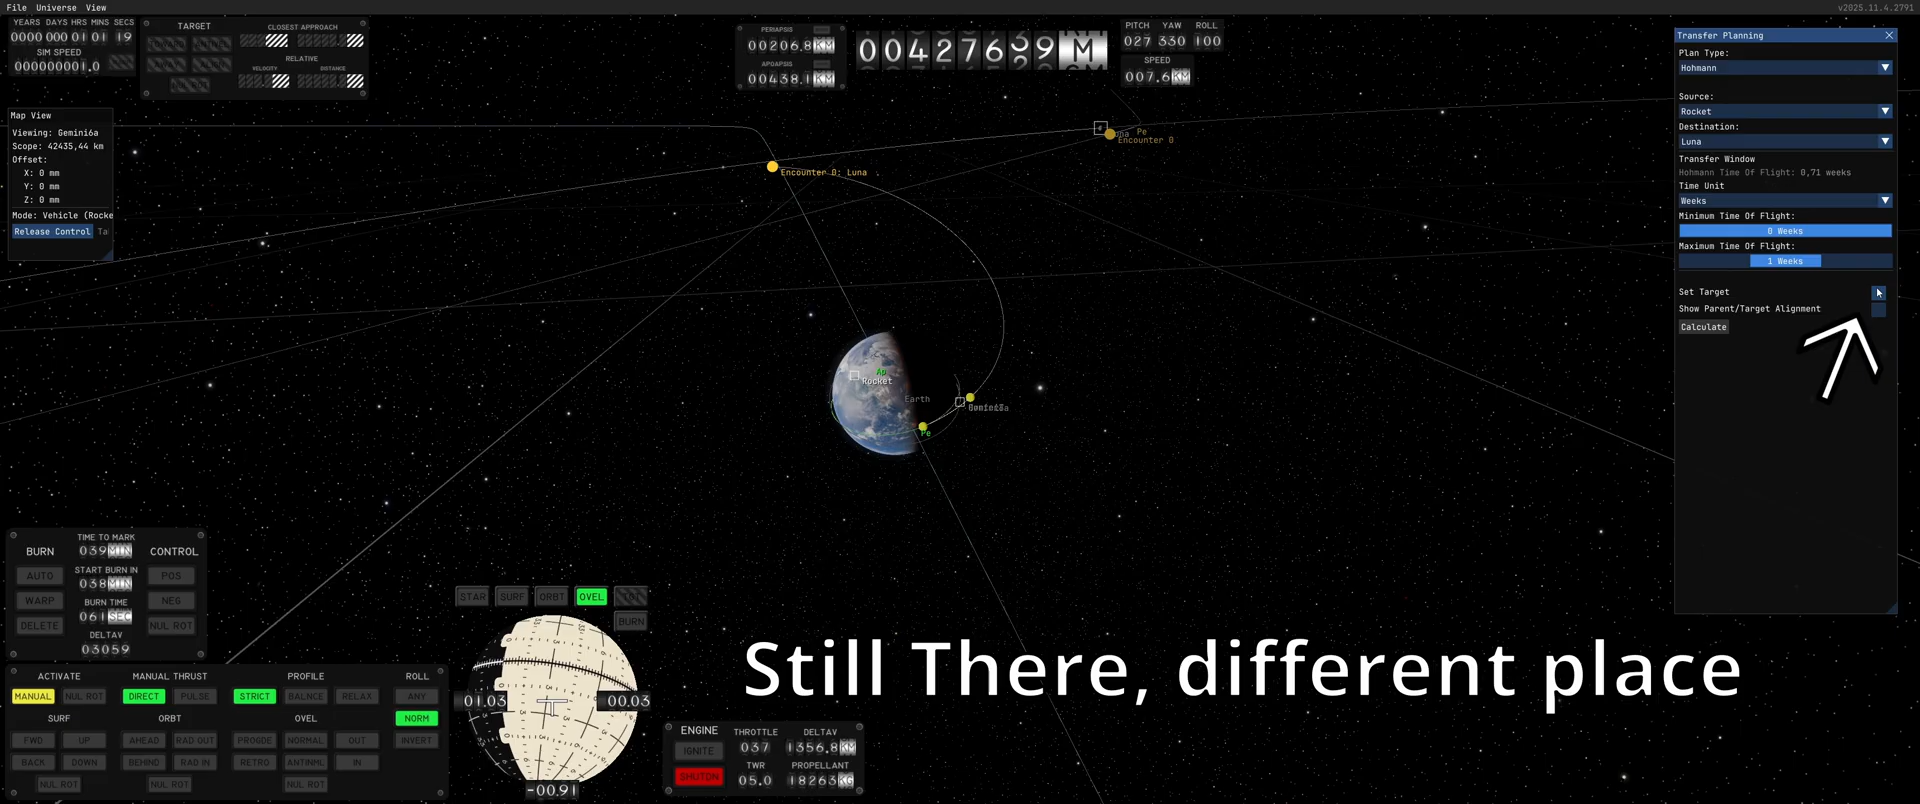 File Universe View
v2025.11.4.2791
YEARS DAYS HRS MINS SECS
0000 000 01 01 19
SIM SPEED
000000001.0
TARGET
CLOSEST APPROACH
RELATIVE
VELOCITY DISTANCE
PERIAPSIS
00206.8 KM
APOAPSIS
00438.1 KM
M
PITCH YAW ROLL
027 330 100
SPEED
007.6 KM
Map View
Viewing: Gemini6a
Scope: 42435,44 km
Offset:
X: 0 mm
Y: 0 mm
Z: 0 mm
Mode: Vehicle (Rocke
Release Control Ta
Encounter 0: Luna
Pe
Encounter 0
Ap
Rocket
Earth
Pe
Transfer Planning
Plan Type:
Hohmann
Source:
Rocket
Destination:
Luna
Transfer Window
Hohmann Time Of Flight: 0,71 weeks
Time Unit
Weeks
Minimum Time Of Flight:
0 Weeks
Maximum Time Of Flight:
1 Weeks
Set Target
Show Parent/Target Alignment
Calculate
Still There, different place
BURN
TIME TO MARK
039 MIN
CONTROL
AUTO
START BURN IN
038 MIN
POS
WARP
BURN TIME
061 SEC
NEG
DELETE
DELTAV
03059
NUL ROT
STAR SURF ORBT OVEL TGT
BURN
01.03
00.03
-00.91
ACTIVATE MANUAL THRUST PROFILE ROLL
MANUAL NUL ROT DIRECT PULSE STRICT BALNCE RELAX ANY
SURF ORBT OVEL NORM
FWD UP AHEAD RAD OUT PROGDE NORMAL OUT INVERT
BACK DOWN BEHIND RAD IN RETRO ANTINML IN
NUL ROT NUL ROT NUL ROT
ENGINE THROTTLE DELTAV
IGNITE 037 1356.8 KM
TWR PROPELLANT
SHUTDN 05.0 18263 KG